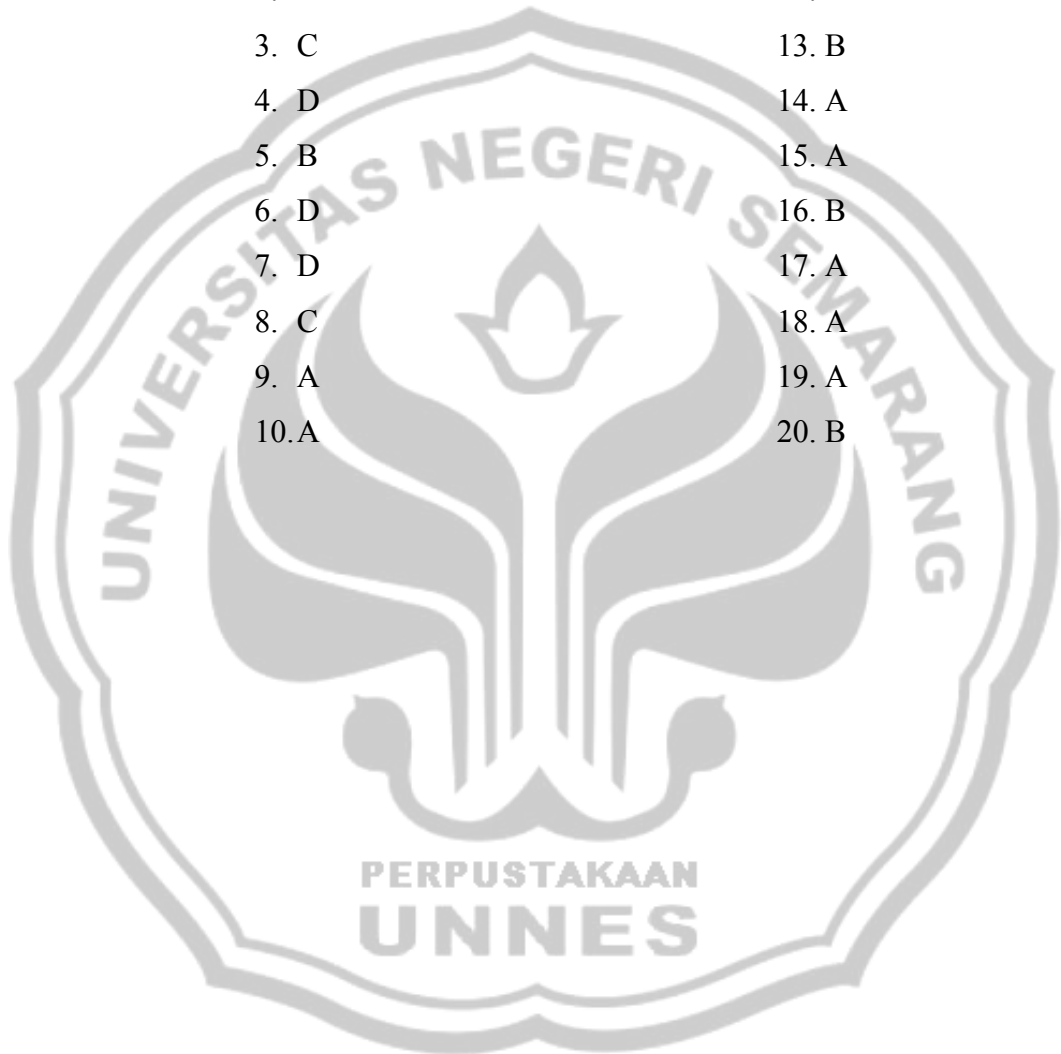 3. C
4. D
5. B
6. D
7. D
8. C
9. A
10. A
13. B
14. A
15. A
16. B
17. A
18. A
19. A
20. B
UNIVERSITAS NEGERI SEMARANG
PERPUSTAKAAN
UNNES